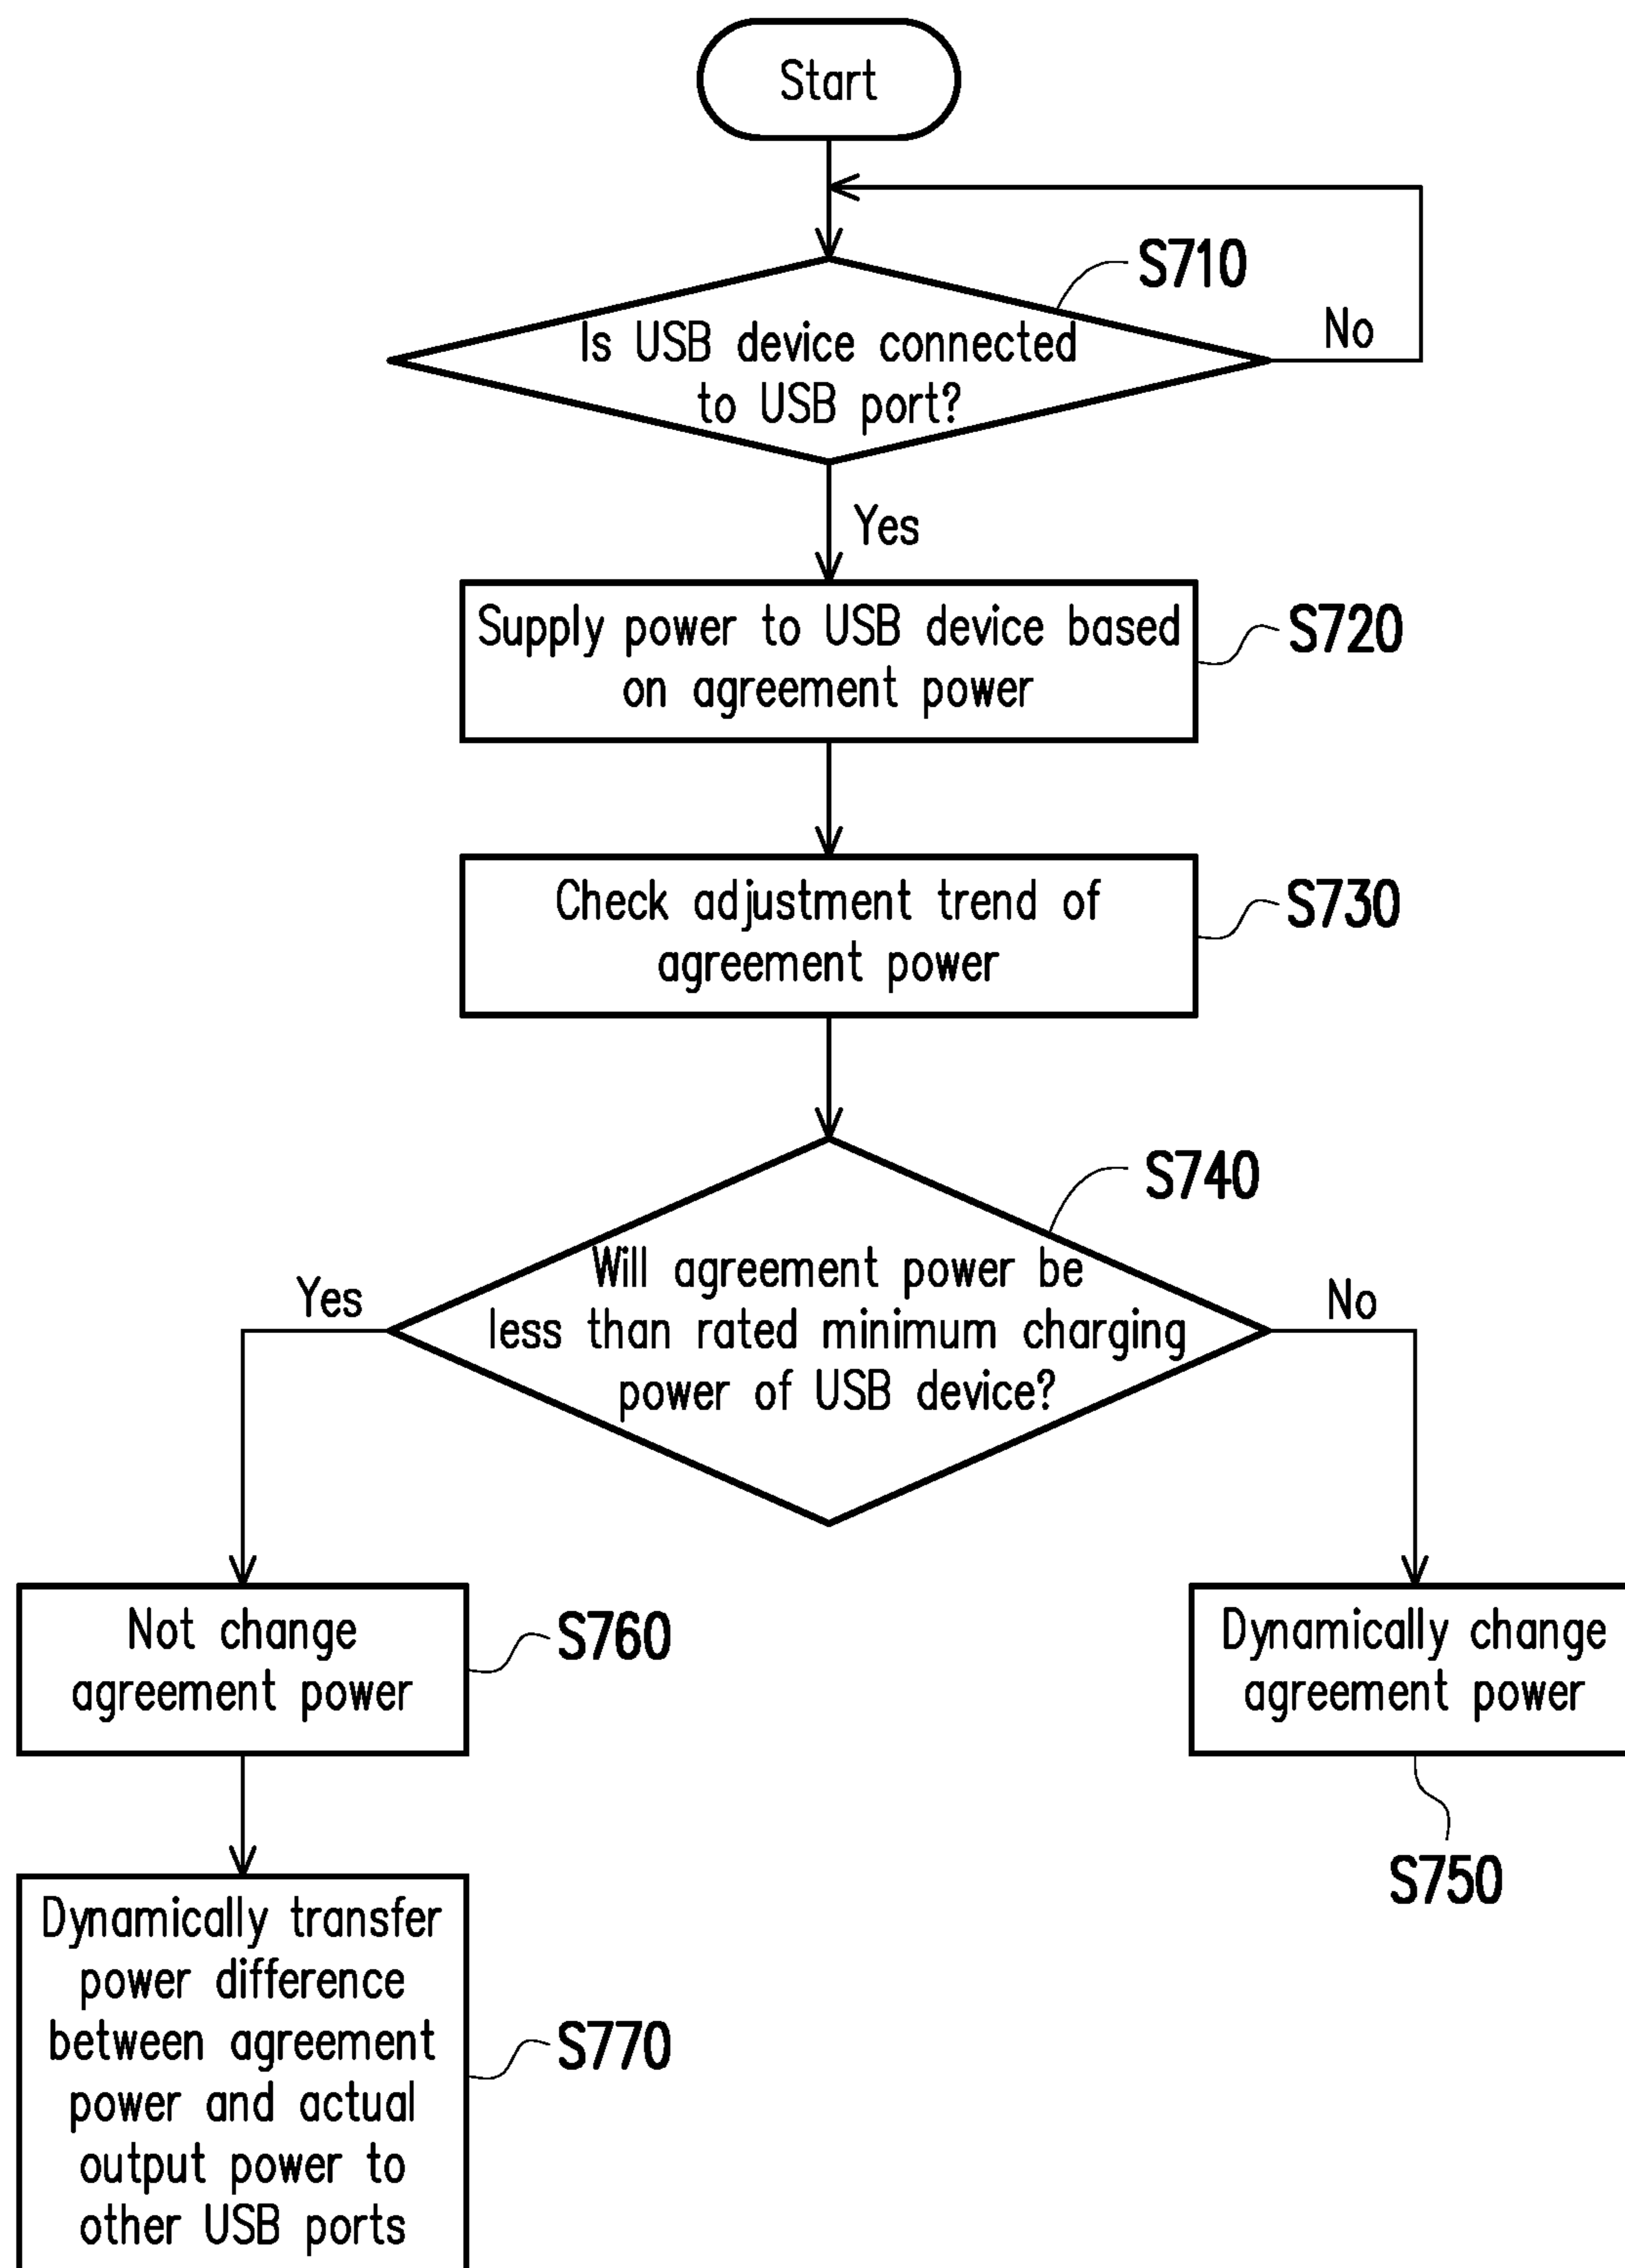 Start
S710
Is USB device connected
to USB port?
No
Yes
Supply power to USB device based
on agreement power
S720
Check adjustment trend of
agreement power
S730
S740
Will agreement power be
less than rated minimum charging
power of USB device?
Yes
No
Not change
agreement power
S760
Dynamically change
agreement power
S750
Dynamically transfer
power difference
between agreement
power and actual
output power to
other USB ports
S770